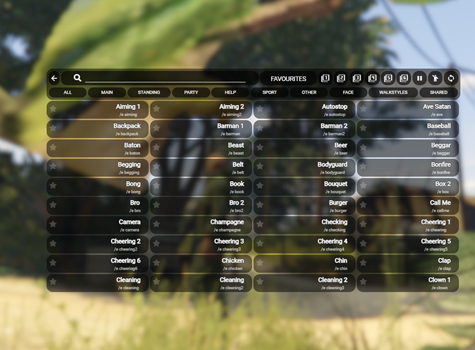 FAVOURITES
ALL MAIN STANDING PARTY HELP SPORT OTHER FACE WALKSTYLES SHARED
Aiming 1 Aiming 2 Autostop Ave Satan
/e aiming /e aiming2 /e autostop /e ave
Backpack Barman 1 Barman 2 Baseball
/e backpack /e barman /e barman2 /e baseball
Baton Beast Beer Beggar
/e baton /e beast /e beer /e beggar
Begging Belt Bodyguard Bonfire
/e begging /e belt /e bodyguard /e bonfire
Bong Book Bouquet Box 2
/e bong /e book /e bouquet /e box
Bro Bro 2 Burger Call Me
/e bro /e bro2 /e burger /e callme
Camera Champagne Checking Cheering 1
/e camera /e champagne /e checking /e cheering
Cheering 2 Cheering 3 Cheering 4 Cheering 5
/e cheering2 /e cheering3 /e cheering4 /e cheering5
Cheering 6 Chicken Chin Clap
/e cheering6 /e chicken /e chin /e clap
Cleaning Cleaning Cleaning 2 Clown 1
/e cleaning /e cleaning2 /e cleaning3 /e clown